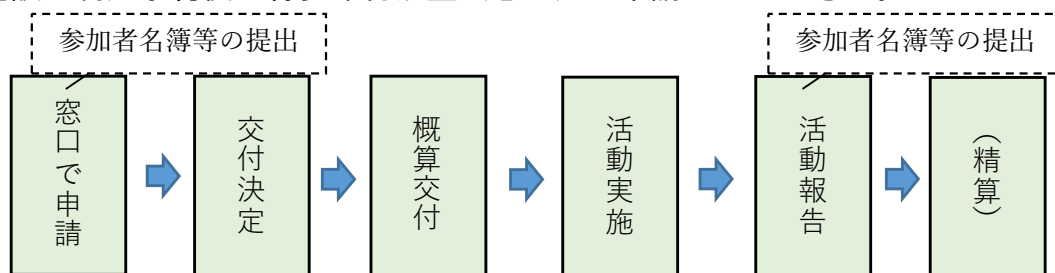 参加者名簿等の提出
参加者名簿等の提出
窓口で申請
交付決定
概算交付
活動実施
活動報告
（精算）